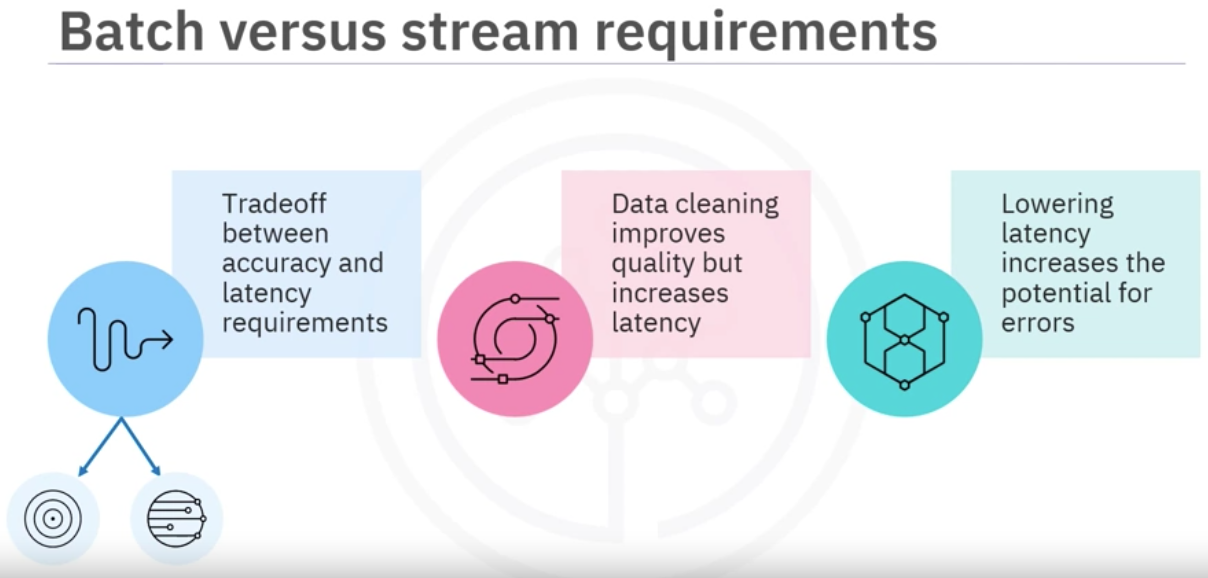 Batch versus stream requirements
Tradeoff
between
accuracy and
latency
requirements
Data cleaning
improves
quality but
increases
latency
Lowering
latency
increases the
potential for
errors